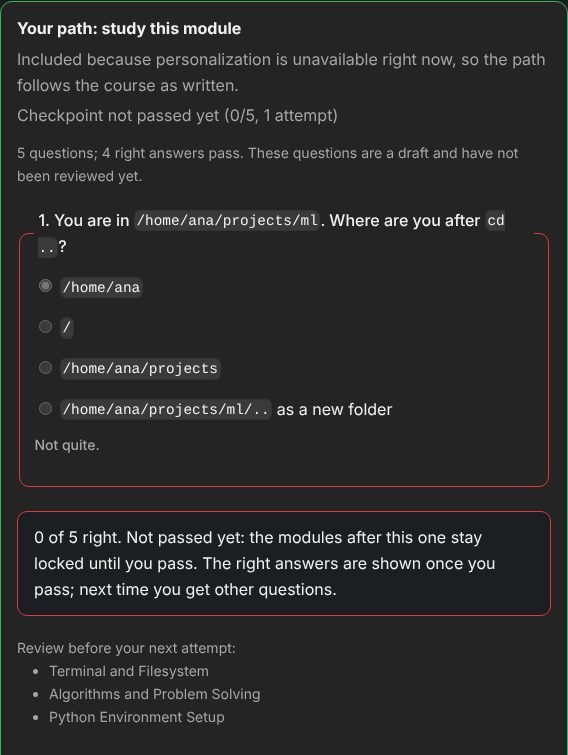 Your path: study this module
Included because personalization is unavailable right now, so the path
follows the course as written.
Checkpoint not passed yet (0/5, 1 attempt)
5 questions; 4 right answers pass. These questions are a draft and have not
been reviewed yet.
1. You are in /home/ana/projects/ml. Where are you after cd
..?
/home/ana
/
/home/ana/projects
/home/ana/projects/ml/.. as a new folder
Not quite.
0 of 5 right. Not passed yet: the modules after this one stay
locked until you pass. The right answers are shown once you
pass; next time you get other questions.
Review before your next attempt:
• Terminal and Filesystem
• Algorithms and Problem Solving
• Python Environment Setup